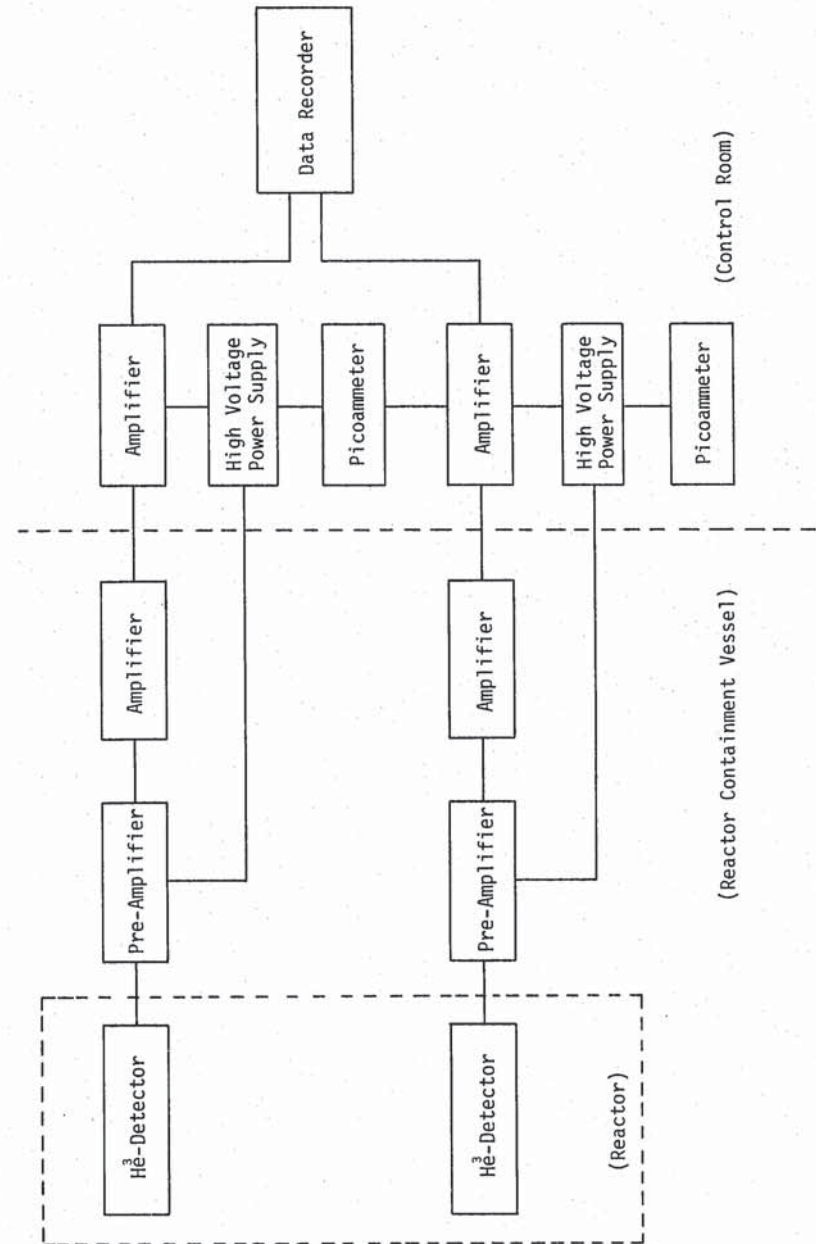 (Reactor)
He³-Detector
He³-Detector
Pre-Amplifier
Pre-Amplifier
(Reactor Containment Vessel)
Amplifier
Amplifier
Picoammeter
High Voltage
Power Supply
Amplifier
Picoammeter
High Voltage
Power Supply
Amplifier
(Control Room)
Data Recorder